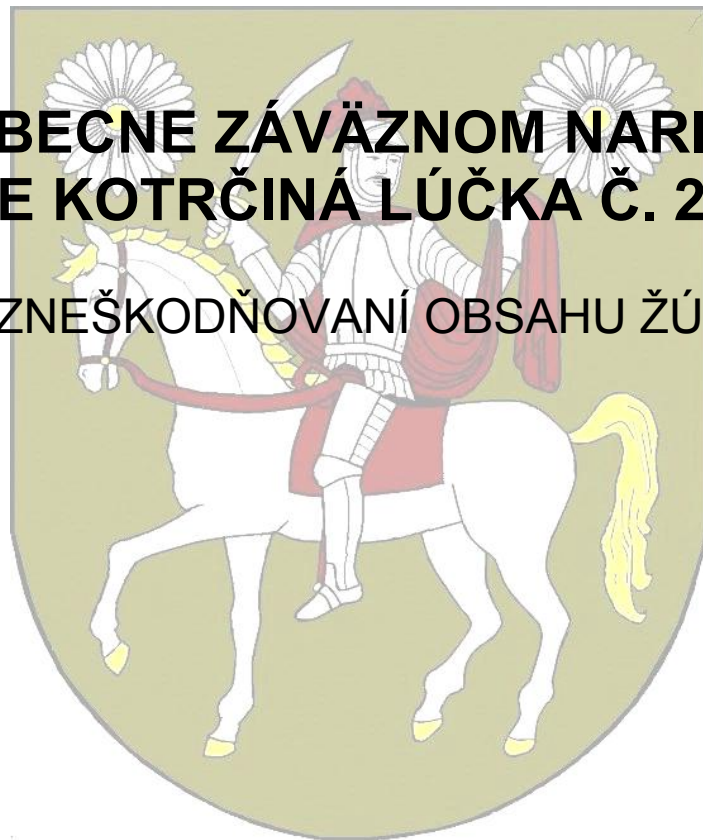 BECNE ZÁVÄZNOM NARI
E KOTRČINÁ LÚČKA Č. 2
ZNEŠKODŇOVANÍ OBSAHU ŽÚ